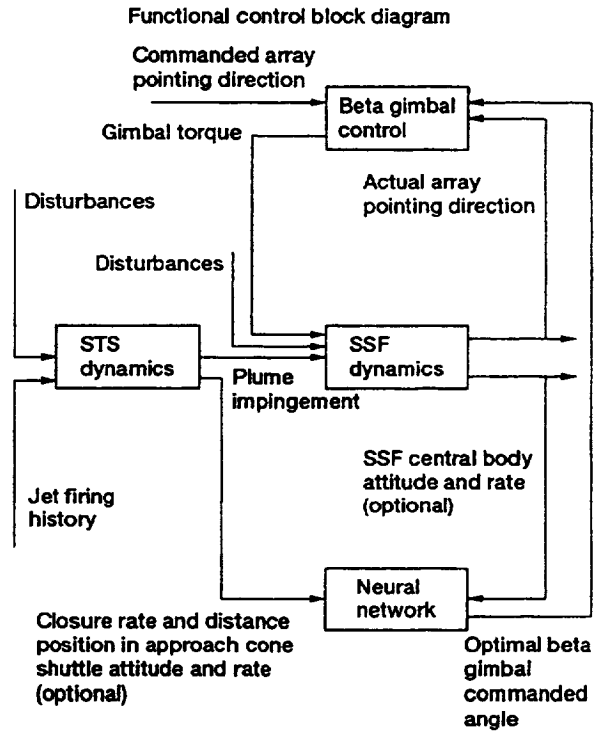 Functional control block diagram
Commanded array
pointing direction
Beta gimbal
control
Gimbal torque
Actual array
pointing direction
Disturbances
Disturbances
STS
dynamics
SSF
dynamics
Plume
impingement
SSF central body
attitude and rate
(optional)
Jet firing
history
Neural
network
Closure rate and distance
position in approach cone
shuttle attitude and rate
(optional)
Optimal beta
gimbal
commanded
angle